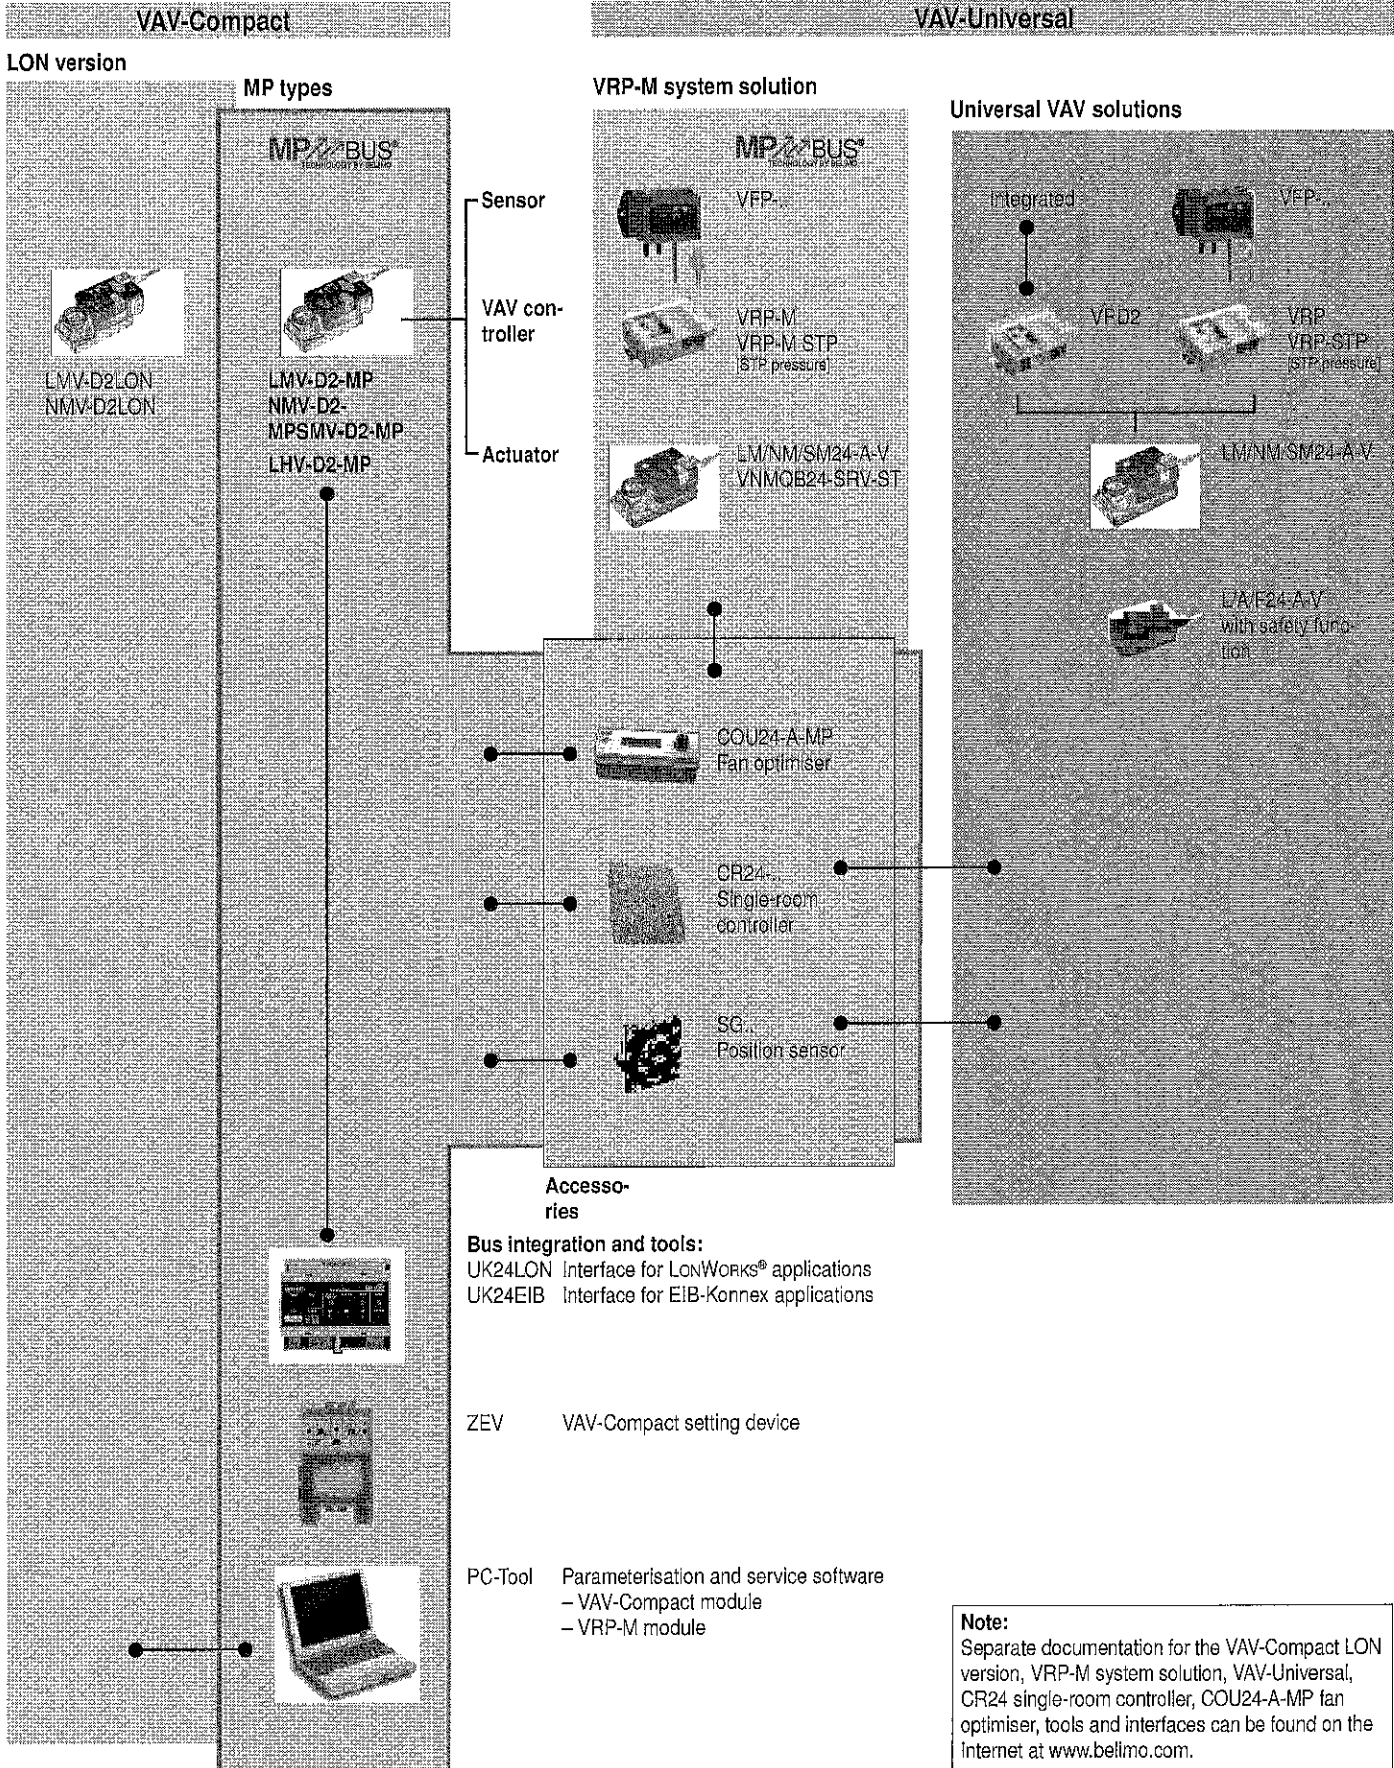 VAV-Compact
VAV-Universal
LON version
MP types
VRP-M system solution
Universal VAV solutions
MP BUS®
TECHNOLOGY BY BELIMO
MP BUS®
TECHNOLOGY BY BELIMO
Sensor
VFP-..
Integrated
VFP-..
VAV con-
troller
VRP-M
VRP-M STP
[STP pressure]
VRD2
VRP
VRP-STP
[STP pressure]
LMV-D2LON
NMV-D2LON
LMV-D2-MP
NMV-D2-
MPSMV-D2-MP
LHV-D2-MP
Actuator
LM/NM/SM24-A-V
VNMQB24-SRV-ST
LM/NM/SM24-A-V
L/A/F24-A-V
with safety func-
tion
COU24-A-MP
Fan optimiser
CR24-..
Single-room
controller
SG..
Position sensor
Accesso-
ries
Bus integration and tools:
UK24LON Interface for LONWORKS® applications
UK24EIB Interface for EIB-Konnex applications
ZEV VAV-Compact setting device
PC-Tool Parameterisation and service software
– VAV-Compact module
– VRP-M module
Note:
Separate documentation for the VAV-Compact LON
version, VRP-M system solution, VAV-Universal,
CR24 single-room controller, COU24-A-MP fan
optimiser, tools and interfaces can be found on the
Internet at www.belimo.com.